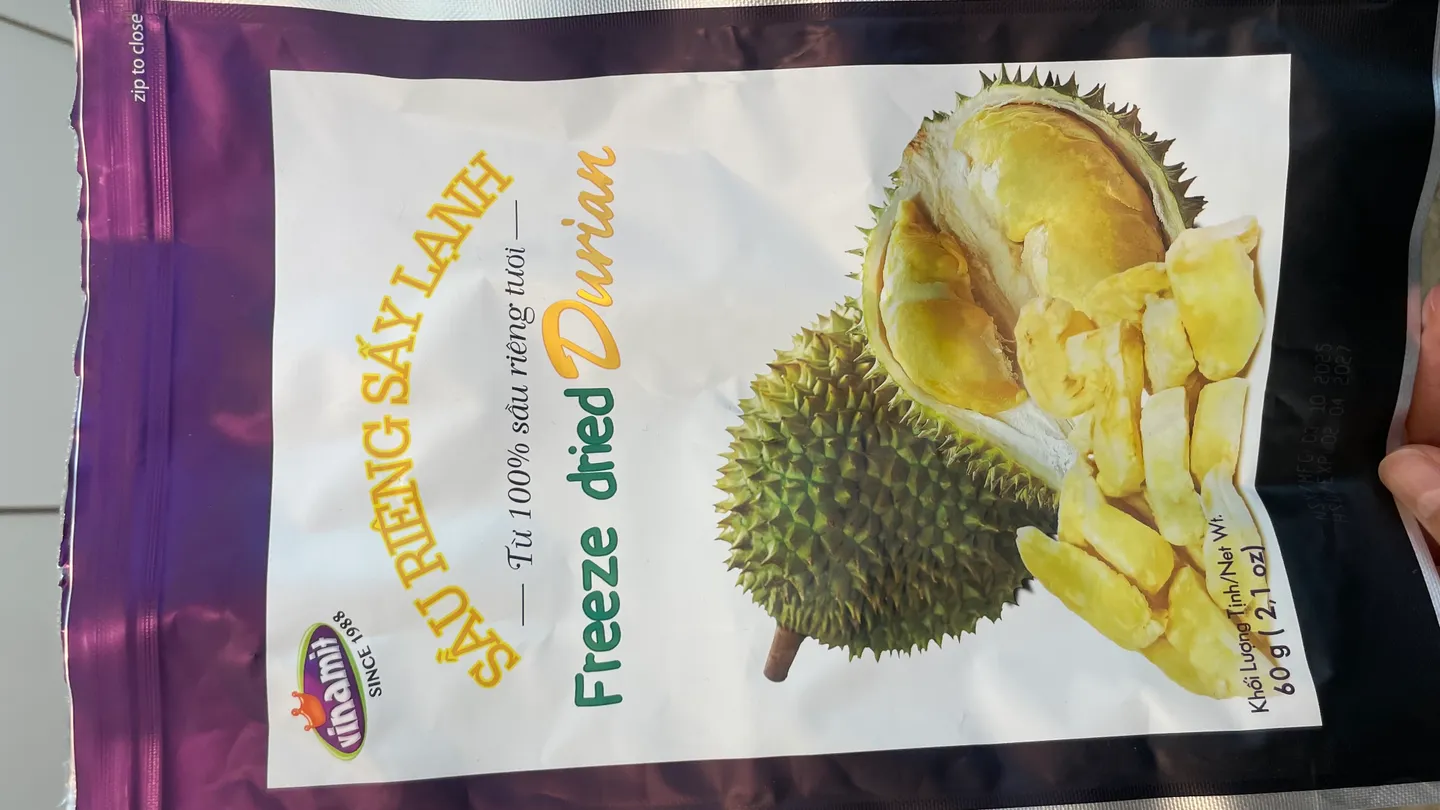 zip to close
vinamit
SINCE 1988
SẦU RIÊNG SẤY LẠNH
Từ 100% sầu riêng tươi
Freeze dried Durian
Khối Lượng Tịnh/Net Wt.
60 g ( 2,1 oz)